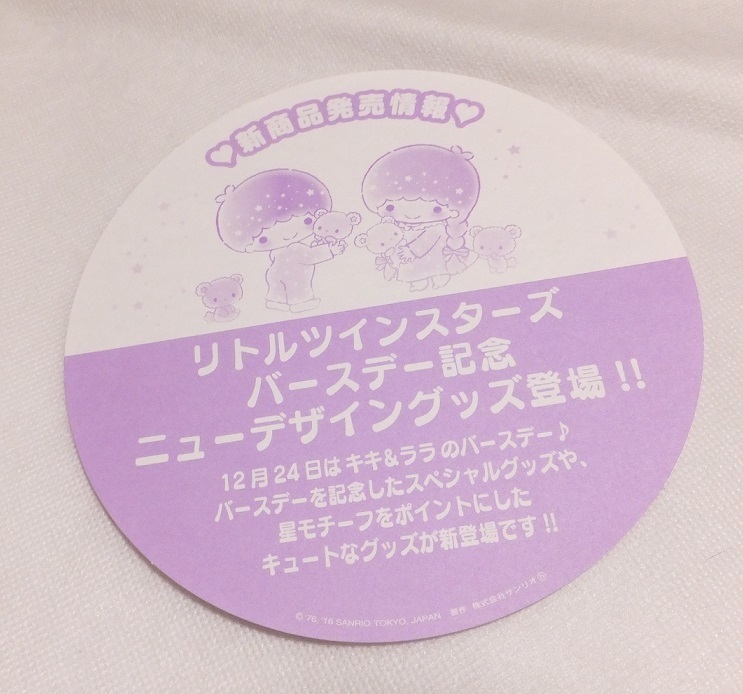 ♡新商品発売情報♡
リトルツインスターズ
バースデー記念
ニューデザイングッズ登場!!
12月24日はキキ&ララのバースデー♪
バースデーを記念したスペシャルグッズや、
星モチーフをポイントにした
キュートなグッズが新登場です!!
©'76,'16 SANRIO TOKYO, JAPAN 著作 株式会社サンリオ